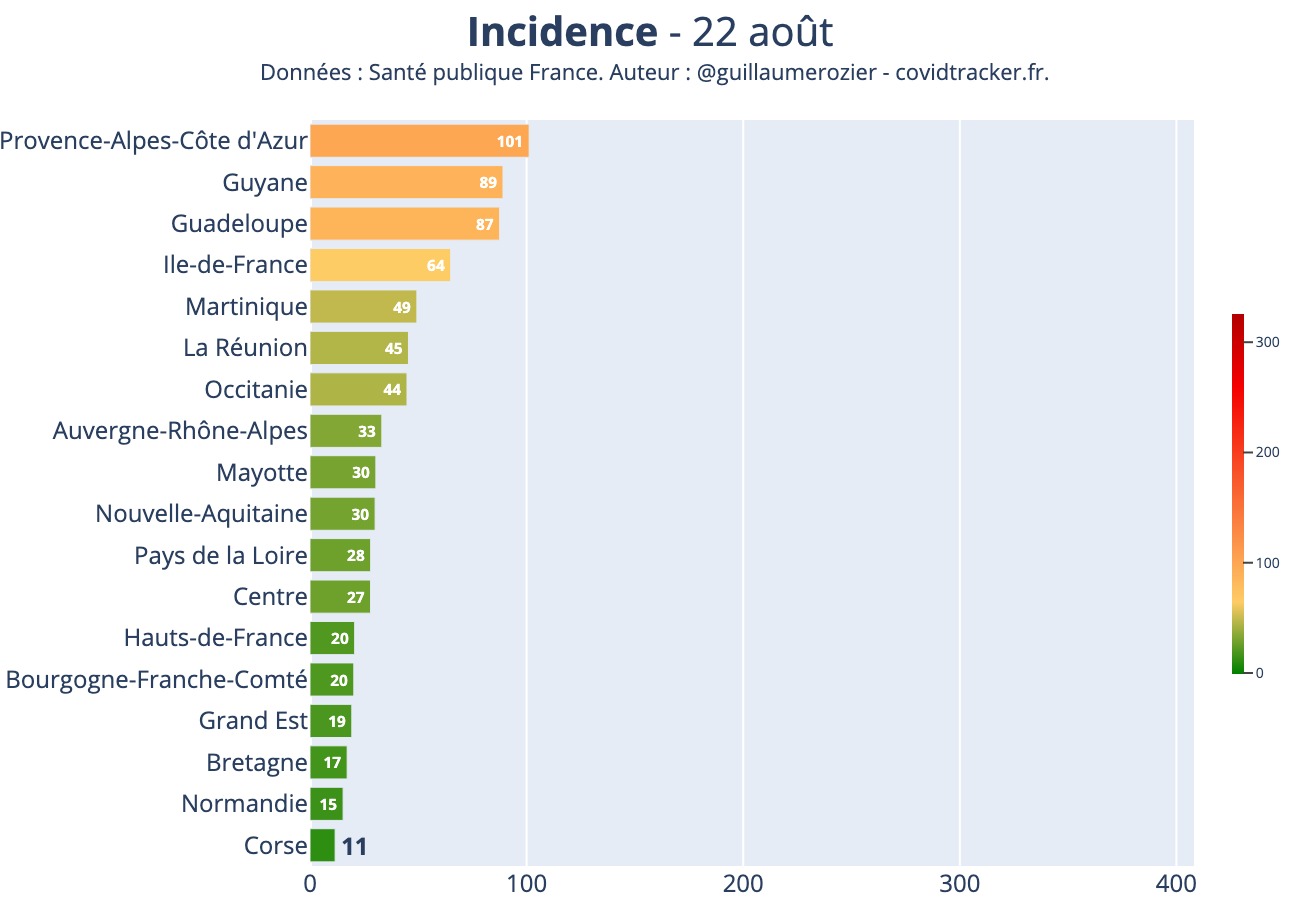 Incidence - 22 août
Données : Santé publique France. Auteur : @guillaumerozier - covidtracker.fr.
Provence-Alpes-Côte d'Azur 101
Guyane 89
Guadeloupe 87
Ile-de-France 64
Martinique 49
La Réunion 45
Occitanie 44
Auvergne-Rhône-Alpes 33
Mayotte 30
Nouvelle-Aquitaine 30
Pays de la Loire 28
Centre 27
Hauts-de-France 20
Bourgogne-Franche-Comté 20
Grand Est 19
Bretagne 17
Normandie 15
Corse 11
0 100 200 300 400
300
200
100
0